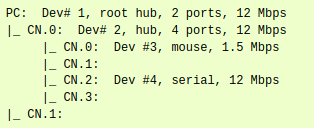 PC:  Dev# 1, root hub, 2 ports, 12 Mbps
|_ CN.0:  Dev# 2, hub, 4 ports, 12 Mbps
     |_ CN.0:  Dev #3, mouse, 1.5 Mbps
     |_ CN.1:
     |_ CN.2:  Dev #4, serial, 12 Mbps
     |_ CN.3:
|_ CN.1: